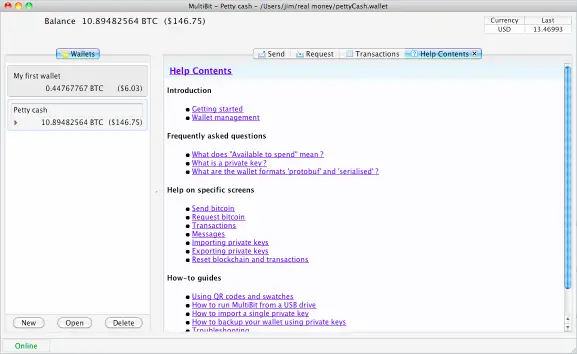 MultiBit - Petty cash - /Users/jim/real money/pettyCash.wallet
Balance 10.89482564 BTC ($146.75)
Currency Last
USD 13.46993
Wallets
Send Request Transactions Help Contents ×
My first wallet
0.44767767 BTC ($6.03)
Petty cash
10.89482564 BTC ($146.75)
New Open Delete
Help Contents
Introduction
Getting started
Wallet management
Frequently asked questions
What does "Available to spend" mean ?
What is a private key ?
What are the wallet formats 'protobuf' and 'serialised' ?
Help on specific screens
Send bitcoin
Request bitcoin
Transactions
Messages
Importing private keys
Exporting private keys
Reset blockchain and transactions
How-to guides
Using QR codes and swatches
How to run MultiBit from a USB drive
How to import a single private key
How to backup your wallet using private keys
Troubleshooting
Online